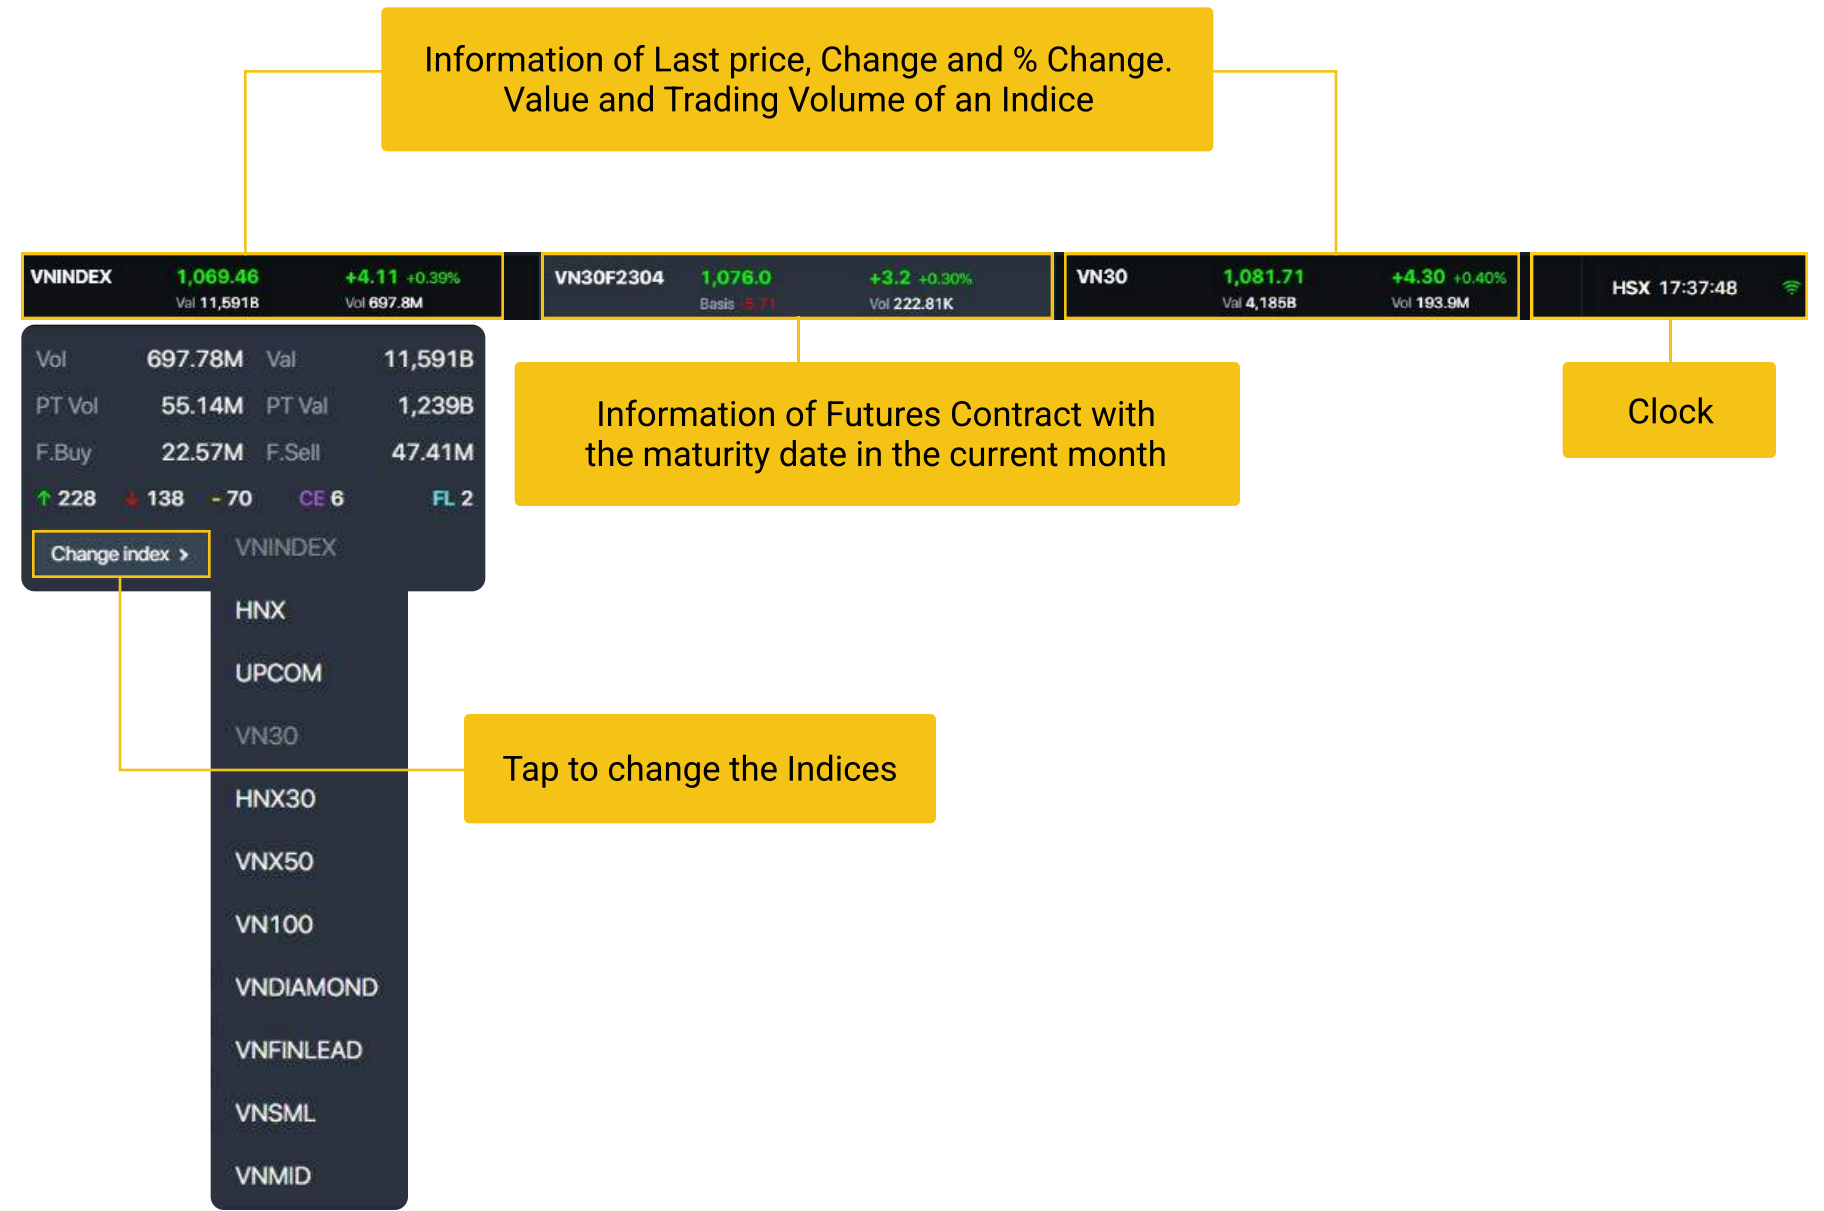 Information of Last price, Change and % Change.
Value and Trading Volume of an Indice
VNINDEX 1,069.46 +4.11 +0.39%
Val 11,591B Vol 697.8M
VN30F2304 1,076.0 +3.2 +0.30%
Basis -5.71 Vol 222.81K
VN30 1,081.71 +4.30 +0.40%
Val 4,185B Vol 193.9M
HSX 17:37:48
Vol 697.78M Val 11,591B
PT Vol 55.14M PT Val 1,239B
F.Buy 22.57M F.Sell 47.41M
↑ 228 ↓ 138 - 70 CE 6 FL 2
Change index >
Information of Futures Contract with
the maturity date in the current month
Clock
VNINDEX
HNX
UPCOM
VN30
HNX30
VNX50
VN100
VNDIAMOND
VNFINLEAD
VNSML
VNMID
Tap to change the Indices